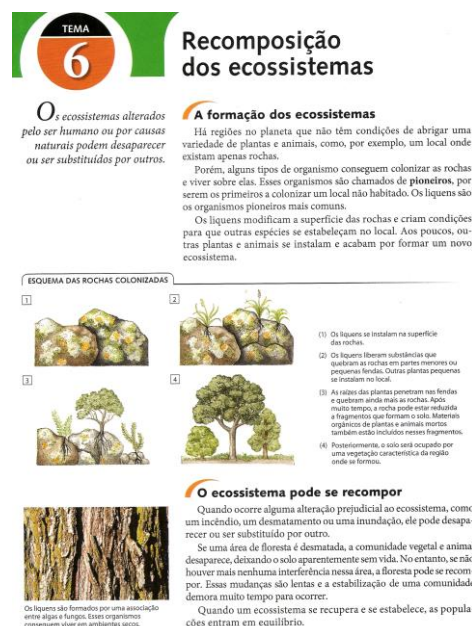 TEMA
6
Recomposição
dos ecossistemas
Os ecossistemas alterados
pelo ser humano ou por causas
naturais podem desaparecer
ou ser substituídos por outros.
A formação dos ecossistemas
Há regiões no planeta que não têm condições de abrigar uma
variedade de plantas e animais, como, por exemplo, um local onde
existam apenas rochas.
Porém, alguns tipos de organismo conseguem colonizar as rochas
e viver sobre elas. Esses organismos são chamados de pioneiros, por
serem os primeiros a colonizar um local não habitado. Os liquens são
os organismos pioneiros mais comuns.
Os liquens modificam a superfície das rochas e criam condições
para que outras espécies se estabeleçam no local. Aos poucos, ou-
tras plantas e animais se instalam e acabam por formar um novo
ecossistema.
ESQUEMA DAS ROCHAS COLONIZADAS
1
2
3
4
(1) Os liquens se instalam na superfície
das rochas.
(2) Os liquens liberam substâncias que
quebram as rochas em partes menores ou
pequenas fendas. Outras plantas pequenas
se instalam no local.
(3) As raízes das plantas penetram nas fendas
e quebram ainda mais as rochas. Após
muito tempo, a rocha pode estar reduzida
a fragmentos que formam o solo. Materiais
orgânicos de plantas e animais mortos
também estão incluídos nesses fragmentos.
(4) Posteriormente, o solo será ocupado por
uma vegetação característica da região
onde se formou.
O ecossistema pode se recompor
Quando ocorre alguma alteração prejudicial ao ecossistema, como
um incêndio, um desmatamento ou uma inundação, ele pode desapa-
recer ou ser substituído por outro.
Se uma área de floresta é desmatada, a comunidade vegetal e anima
desaparece, deixando o solo aparentemente sem vida. No entanto, se não
houver mais nenhuma interferência nessa área, a floresta pode se recom-
por. Essas mudanças são lentas e a estabilização de uma comunidade
demora muito tempo para ocorrer.
Quando um ecossistema se recupera e se estabelece, as popula-
ções entram em equilíbrio.
Os liquens são formados por uma associação
entre algas e fungos. Esses organismos
conseguem viver em ambientes secos.